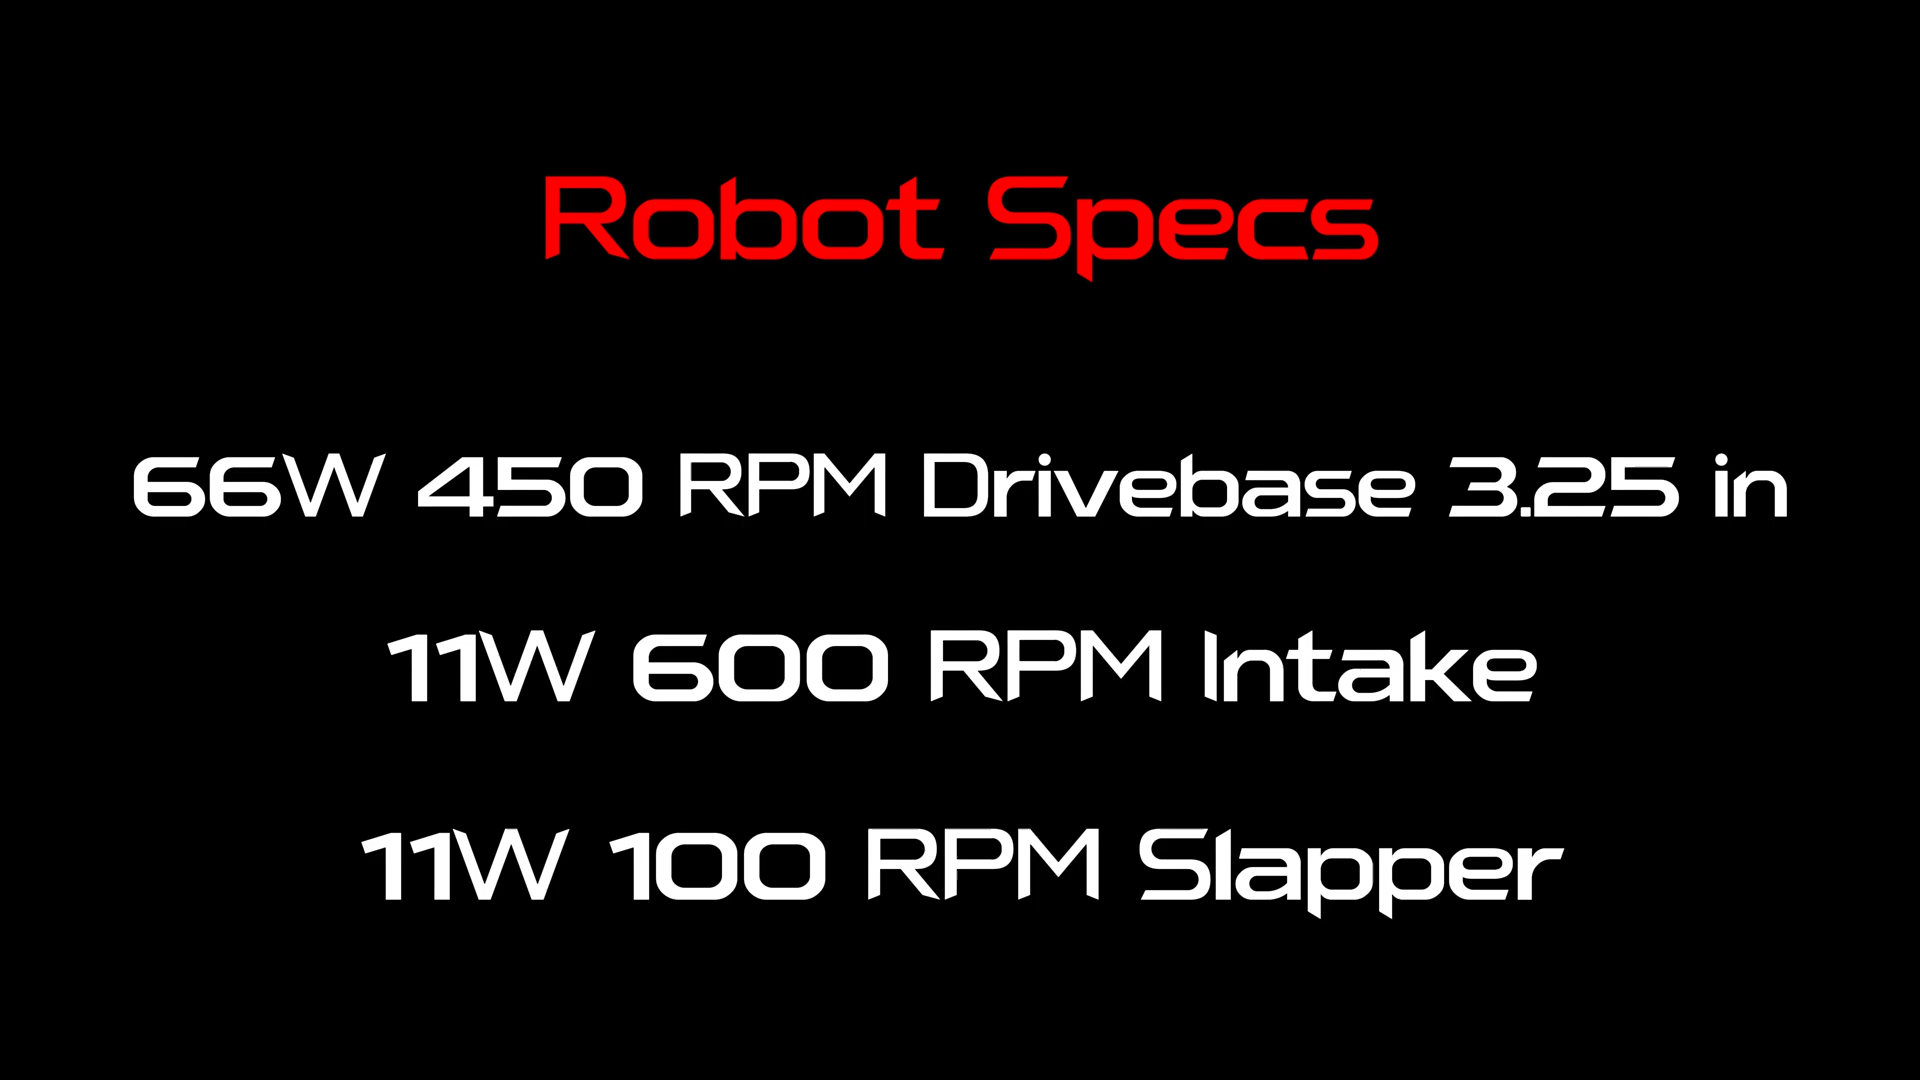 Robot Specs
66W 450 RPM Drivebase 3.25 in
11W 600 RPM Intake
11W 100 RPM Slapper